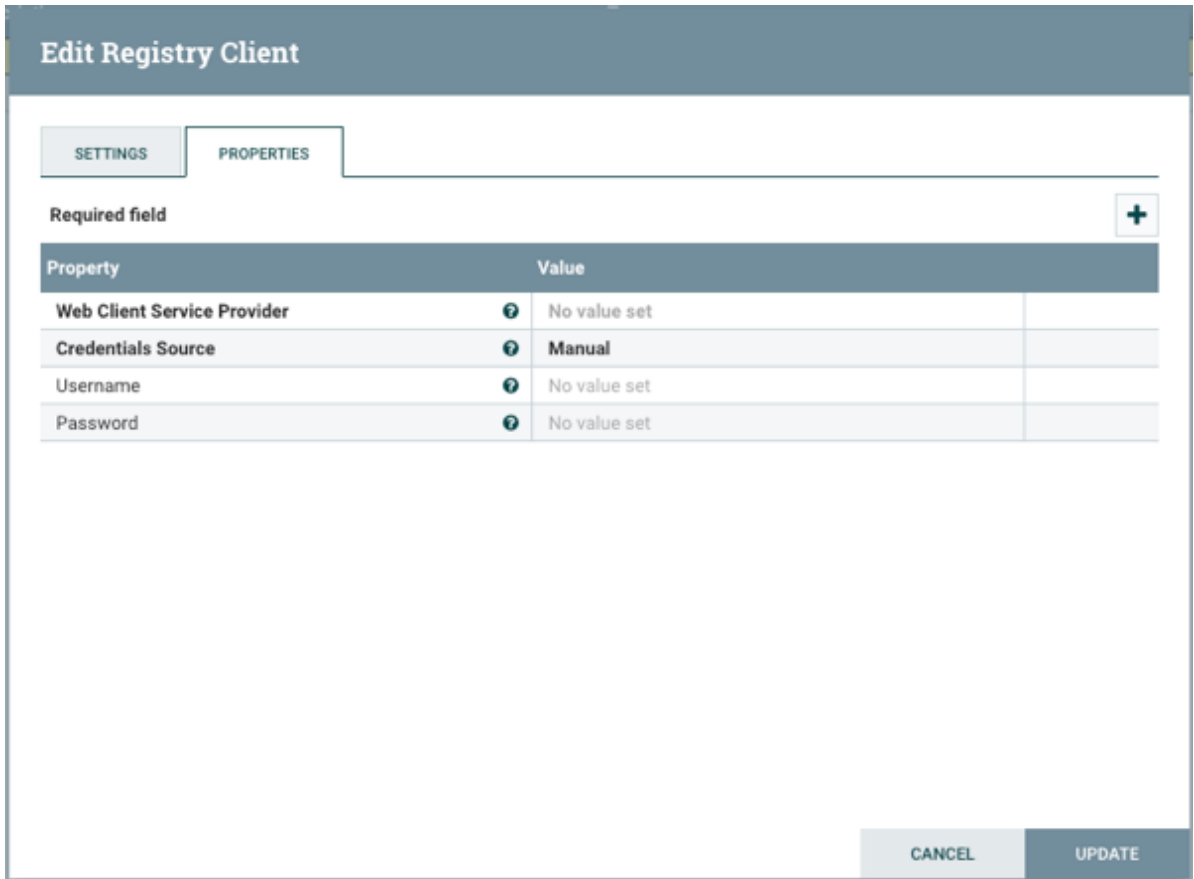 Edit Registry Client
SETTINGS PROPERTIES
Required field
Property Value
Web Client Service Provider No value set
Credentials Source Manual
Username No value set
Password No value set
CANCEL UPDATE